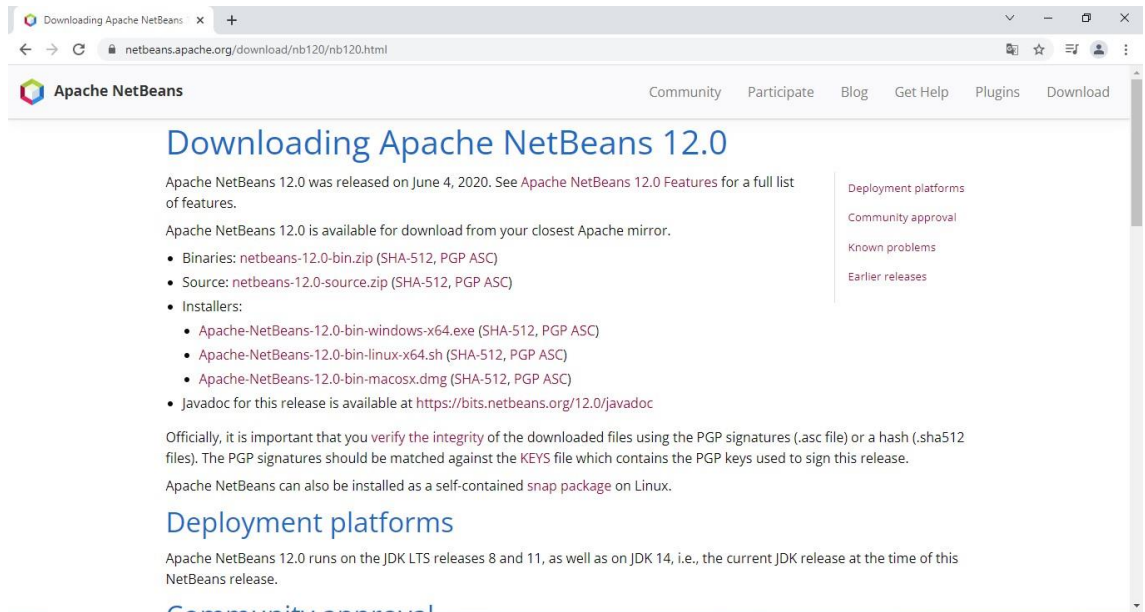 Downloading Apache NetBeans
netbeans.apache.org/download/nb120/nb120.html
Apache NetBeans
Community Participate Blog Get Help Plugins Download
Downloading Apache NetBeans 12.0
Apache NetBeans 12.0 was released on June 4, 2020. See Apache NetBeans 12.0 Features for a full list
of features.
Apache NetBeans 12.0 is available for download from your closest Apache mirror.
• Binaries: netbeans-12.0-bin.zip (SHA-512, PGP ASC)
• Source: netbeans-12.0-source.zip (SHA-512, PGP ASC)
• Installers:
• Apache-NetBeans-12.0-bin-windows-x64.exe (SHA-512, PGP ASC)
• Apache-NetBeans-12.0-bin-linux-x64.sh (SHA-512, PGP ASC)
• Apache-NetBeans-12.0-bin-macosx.dmg (SHA-512, PGP ASC)
• Javadoc for this release is available at https://bits.netbeans.org/12.0/javadoc
Officially, it is important that you verify the integrity of the downloaded files using the PGP signatures (.asc file) or a hash (.sha512
files). The PGP signatures should be matched against the KEYS file which contains the PGP keys used to sign this release.
Apache NetBeans can also be installed as a self-contained snap package on Linux.
Deployment platforms
Apache NetBeans 12.0 runs on the JDK LTS releases 8 and 11, as well as on JDK 14, i.e., the current JDK release at the time of this
NetBeans release.
Community approval
Deployment platforms
Community approval
Known problems
Earlier releases